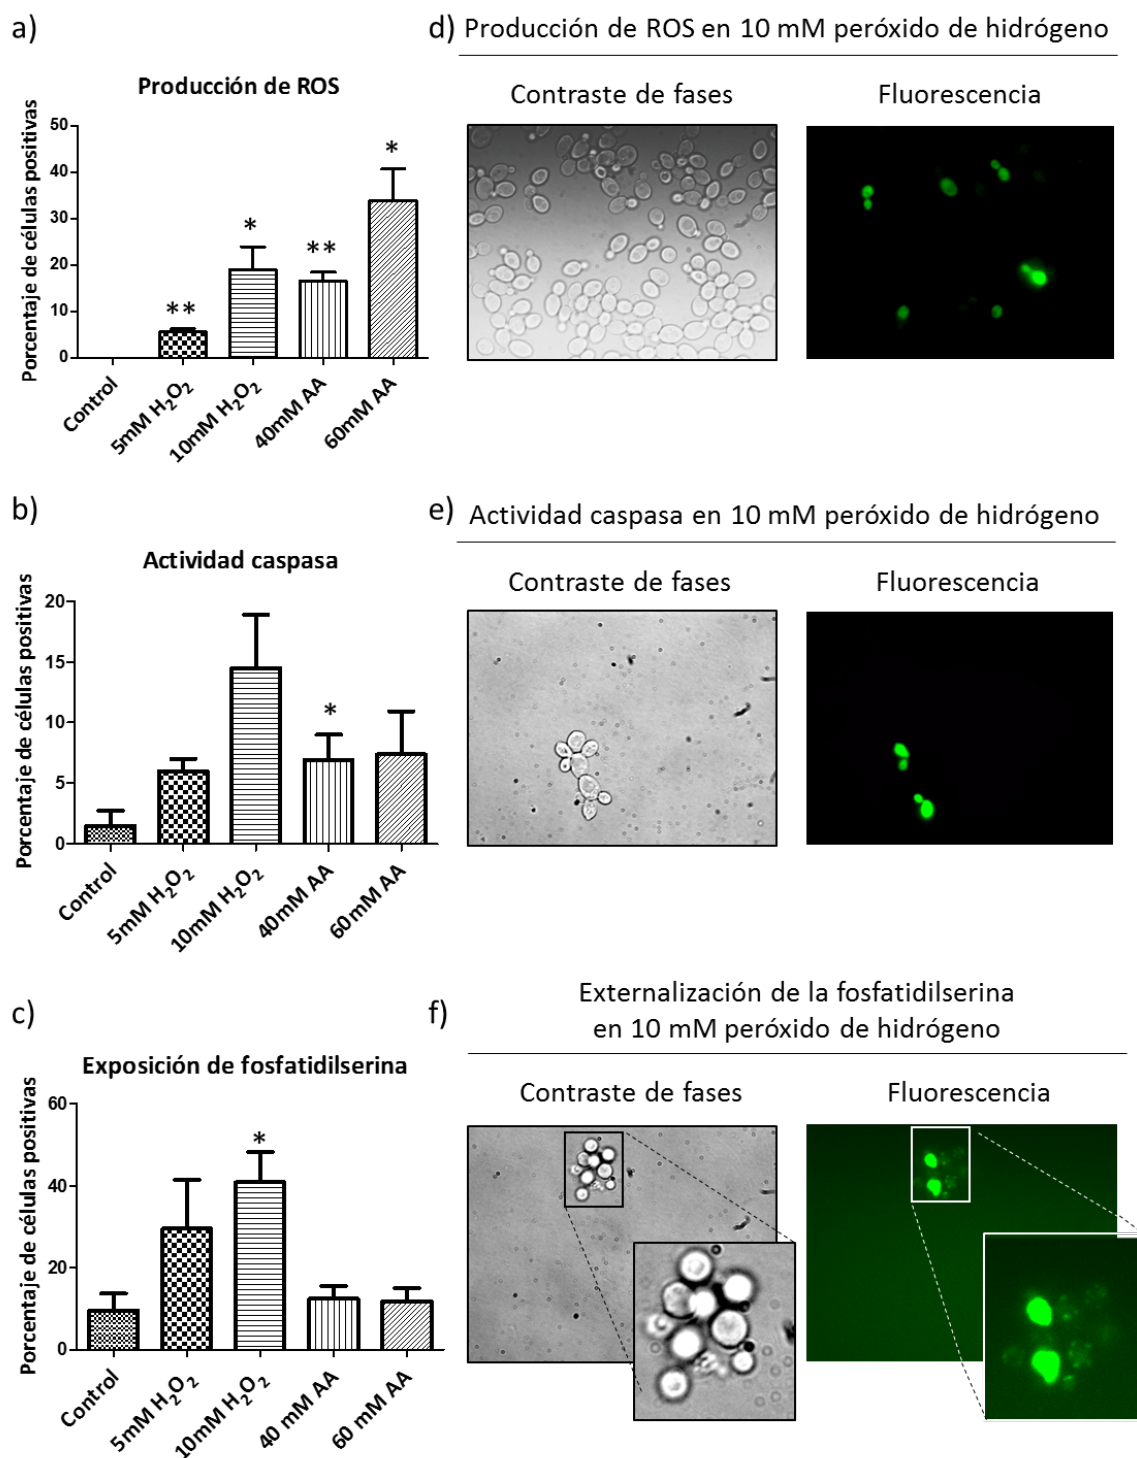 a)
Producción de ROS
Porcentaje de células positivas
50
40
30
20
10
0
**
*
**
*
Control
5mM H₂O₂
10mM H₂O₂
40mM AA
60mM AA
d) Producción de ROS en 10 mM peróxido de hidrógeno
Contraste de fases
Fluorescencia
b)
Actividad caspasa
Porcentaje de células positivas
20
15
10
5
0
*
Control
5mM H₂O₂
10mM H₂O₂
40mM AA
60mM AA
e) Actividad caspasa en 10 mM peróxido de hidrógeno
Contraste de fases
Fluorescencia
c)
Exposición de fosfatidilserina
Porcentaje de células positivas
60
40
20
0
*
Control
5mM H₂O₂
10mM H₂O₂
40 mM AA
60 mM AA
f)
Externalización de la fosfatidilserina
en 10 mM peróxido de hidrógeno
Contraste de fases
Fluorescencia